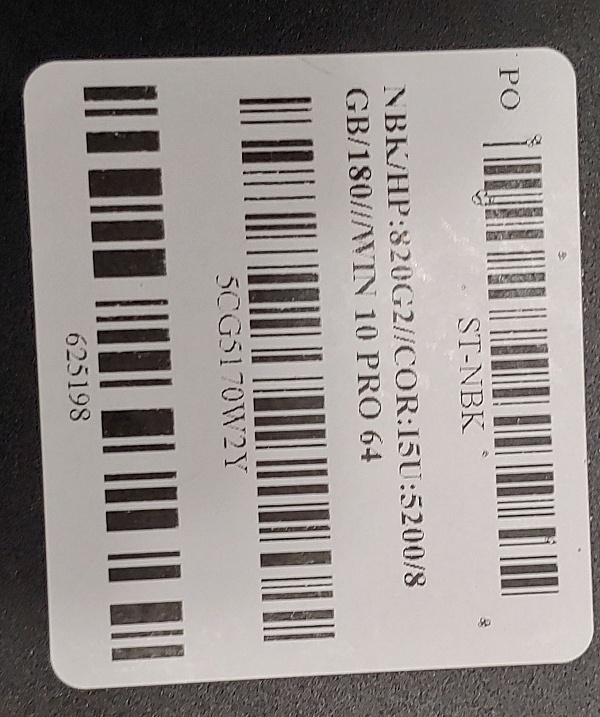 PO
ST-NBK
NBK/HP:820G2//COR:I5U:5200/8
GB/180///WIN 10 PRO 64
5CG5170W2Y
625198